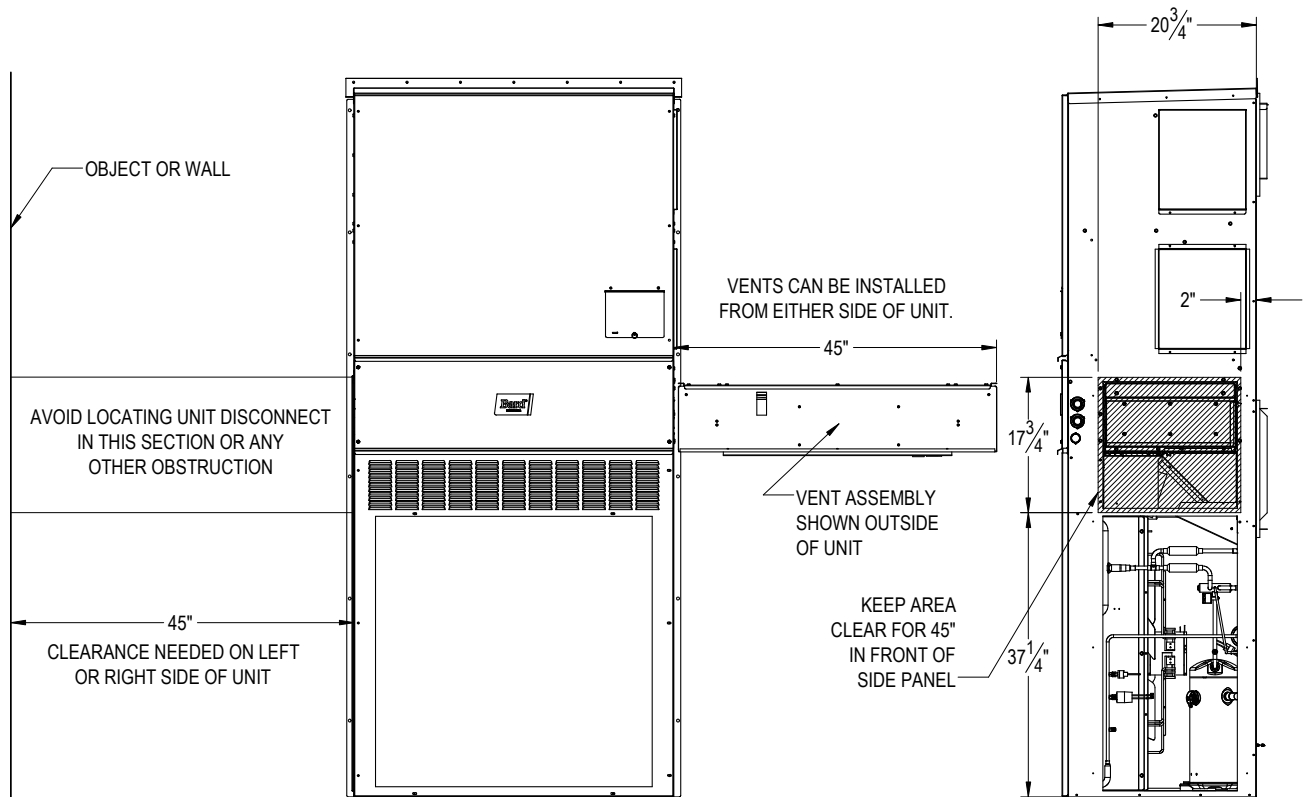 20 3/4"
OBJECT OR WALL
VENTS CAN BE INSTALLED
FROM EITHER SIDE OF UNIT.
2"
45"
AVOID LOCATING UNIT DISCONNECT
IN THIS SECTION OR ANY
OTHER OBSTRUCTION
Bard
17 3/4"
VENT ASSEMBLY
SHOWN OUTSIDE
OF UNIT
KEEP AREA
CLEAR FOR 45"
IN FRONT OF
SIDE PANEL
37 1/4"
45"
CLEARANCE NEEDED ON LEFT
OR RIGHT SIDE OF UNIT